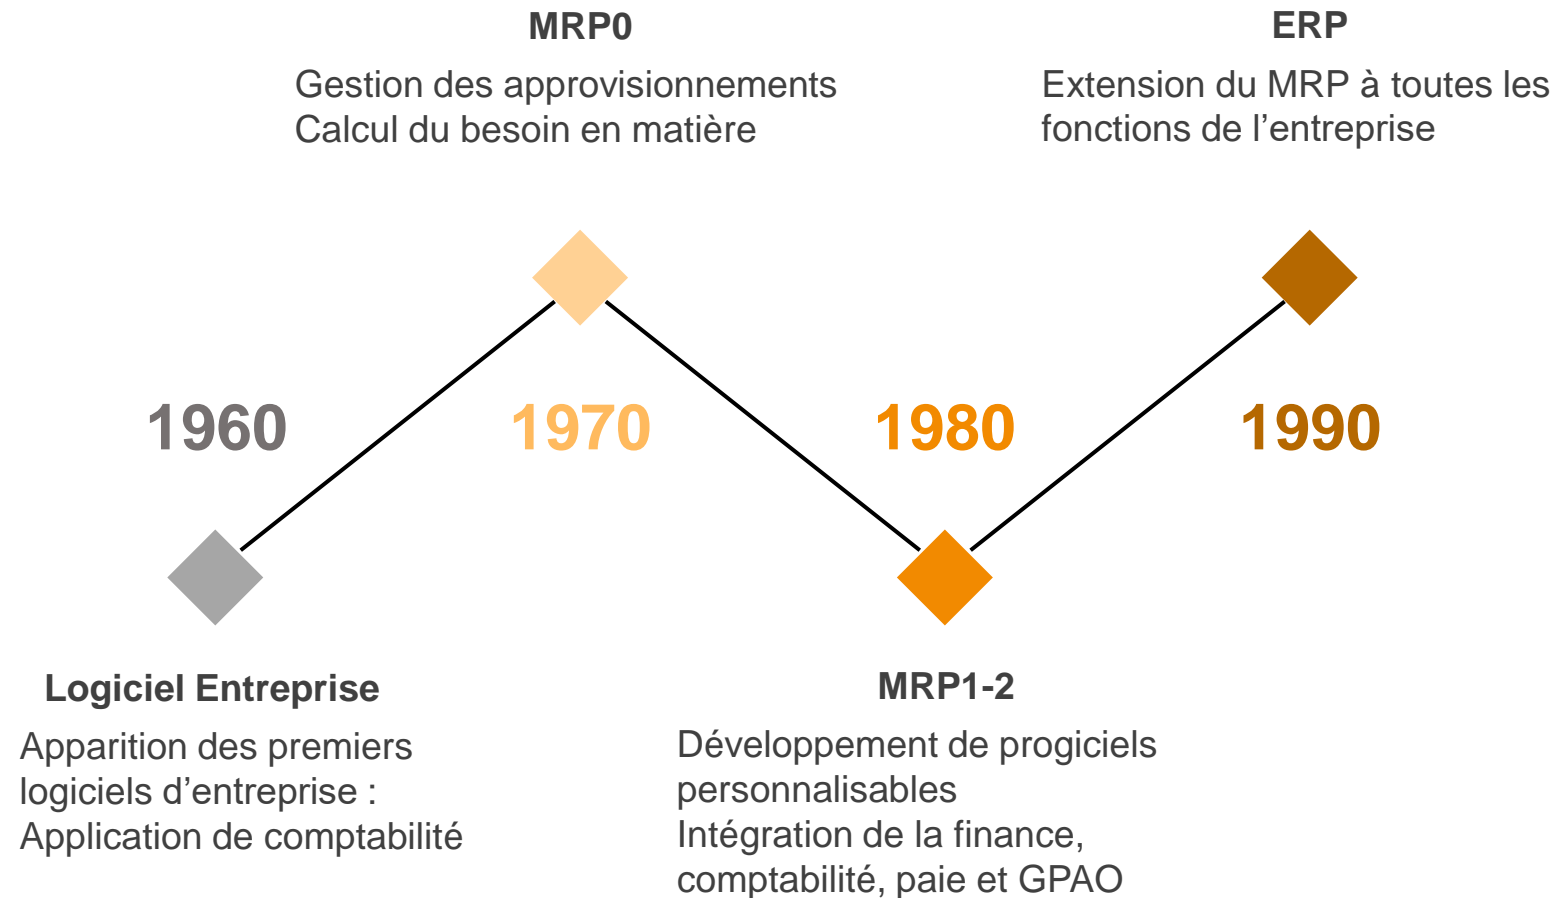 MRP0
Gestion des approvisionnements
Calcul du besoin en matière
ERP
Extension du MRP à toutes les
fonctions de l’entreprise
1960
1970
1980
1990
Logiciel Entreprise
Apparition des premiers
logiciels d’entreprise :
Application de comptabilité
MRP1-2
Développement de progiciels
personnalisables
Intégration de la finance,
comptabilité, paie et GPAO